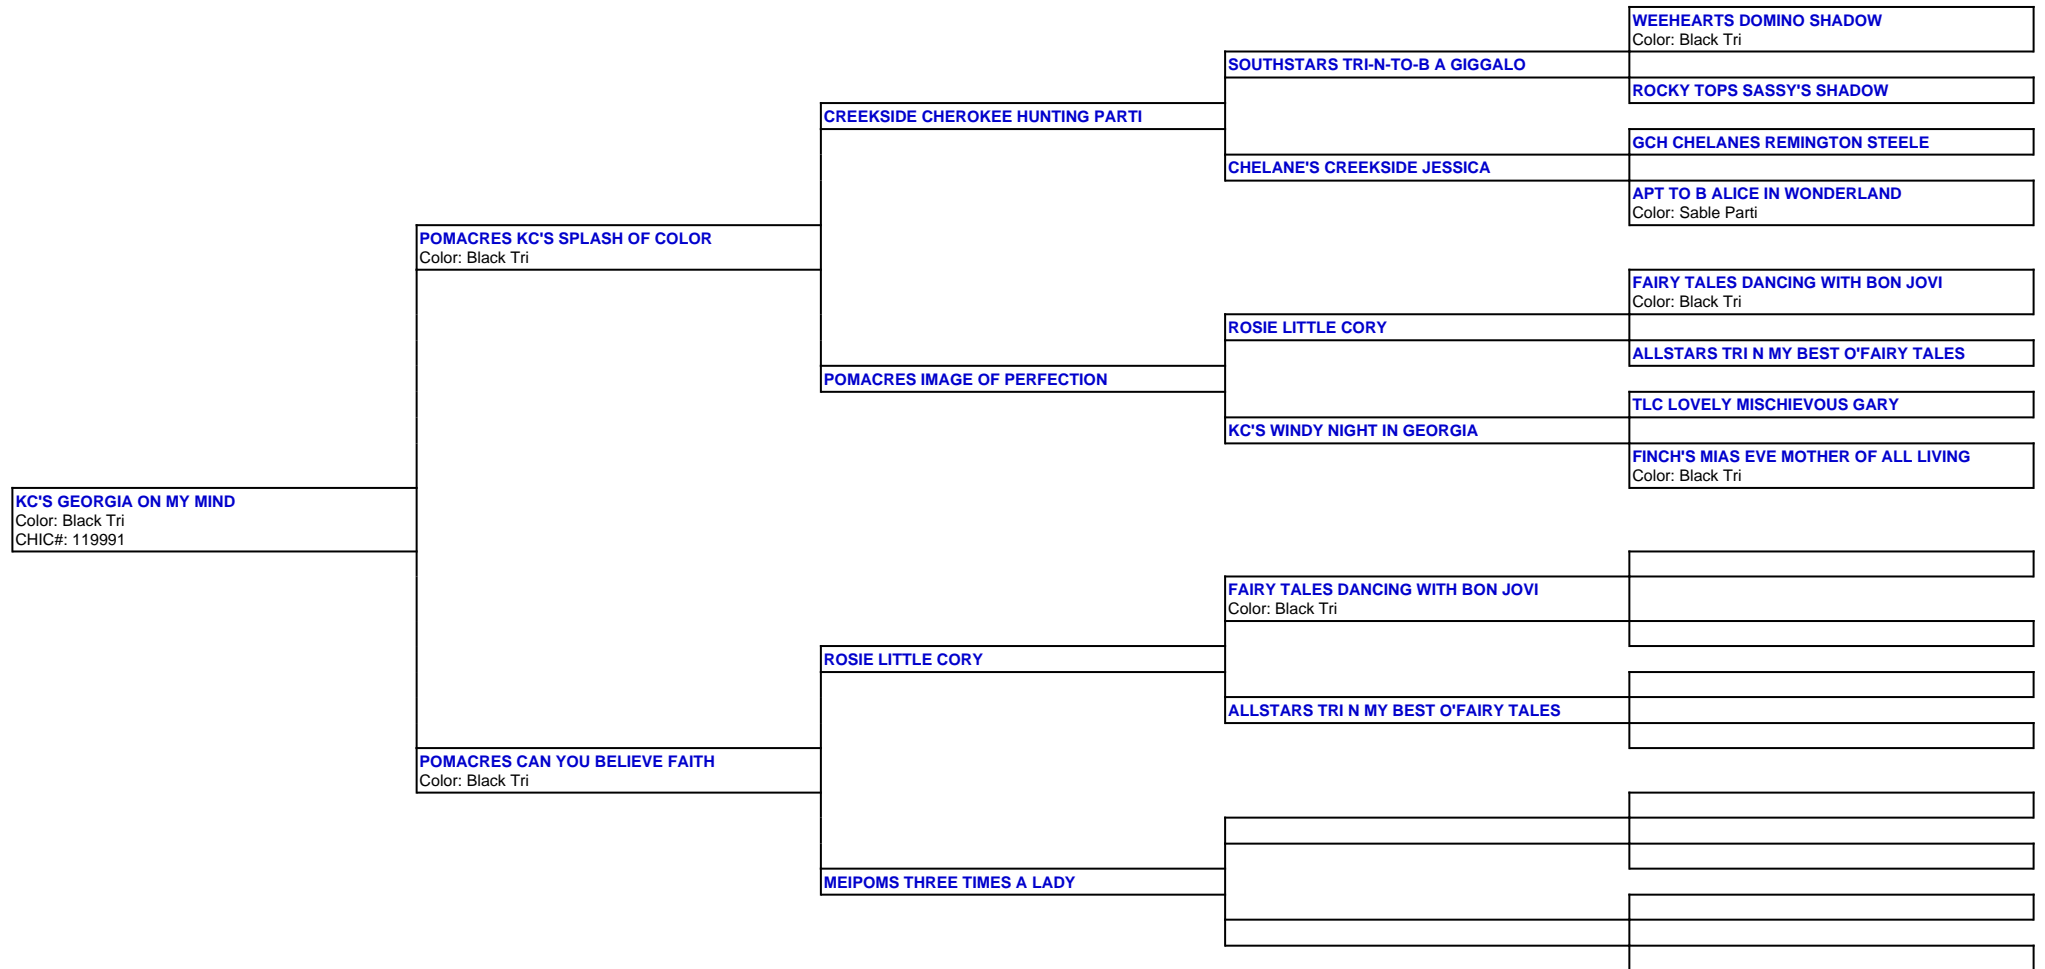 WEEHEARTS DOMINO SHADOW
Color: Black Tri
SOUTHSTARS TRI-N-TO-B A GIGGALO
ROCKY TOPS SASSY'S SHADOW
CREEKSIDE CHEROKEE HUNTING PARTI
GCH CHELANES REMINGTON STEELE
CHELANE'S CREEKSIDE JESSICA
APT TO B ALICE IN WONDERLAND
Color: Sable Parti
POMACRES KC'S SPLASH OF COLOR
Color: Black Tri
FAIRY TALES DANCING WITH BON JOVI
Color: Black Tri
ROSIE LITTLE CORY
ALLSTARS TRI N MY BEST O'FAIRY TALES
POMACRES IMAGE OF PERFECTION
TLC LOVELY MISCHIEVOUS GARY
KC'S WINDY NIGHT IN GEORGIA
FINCH'S MIAS EVE MOTHER OF ALL LIVING
Color: Black Tri
KC'S GEORGIA ON MY MIND
Color: Black Tri
CHIC#: 119991
FAIRY TALES DANCING WITH BON JOVI
Color: Black Tri
ROSIE LITTLE CORY
ALLSTARS TRI N MY BEST O'FAIRY TALES
POMACRES CAN YOU BELIEVE FAITH
Color: Black Tri
MEIPOMS THREE TIMES A LADY